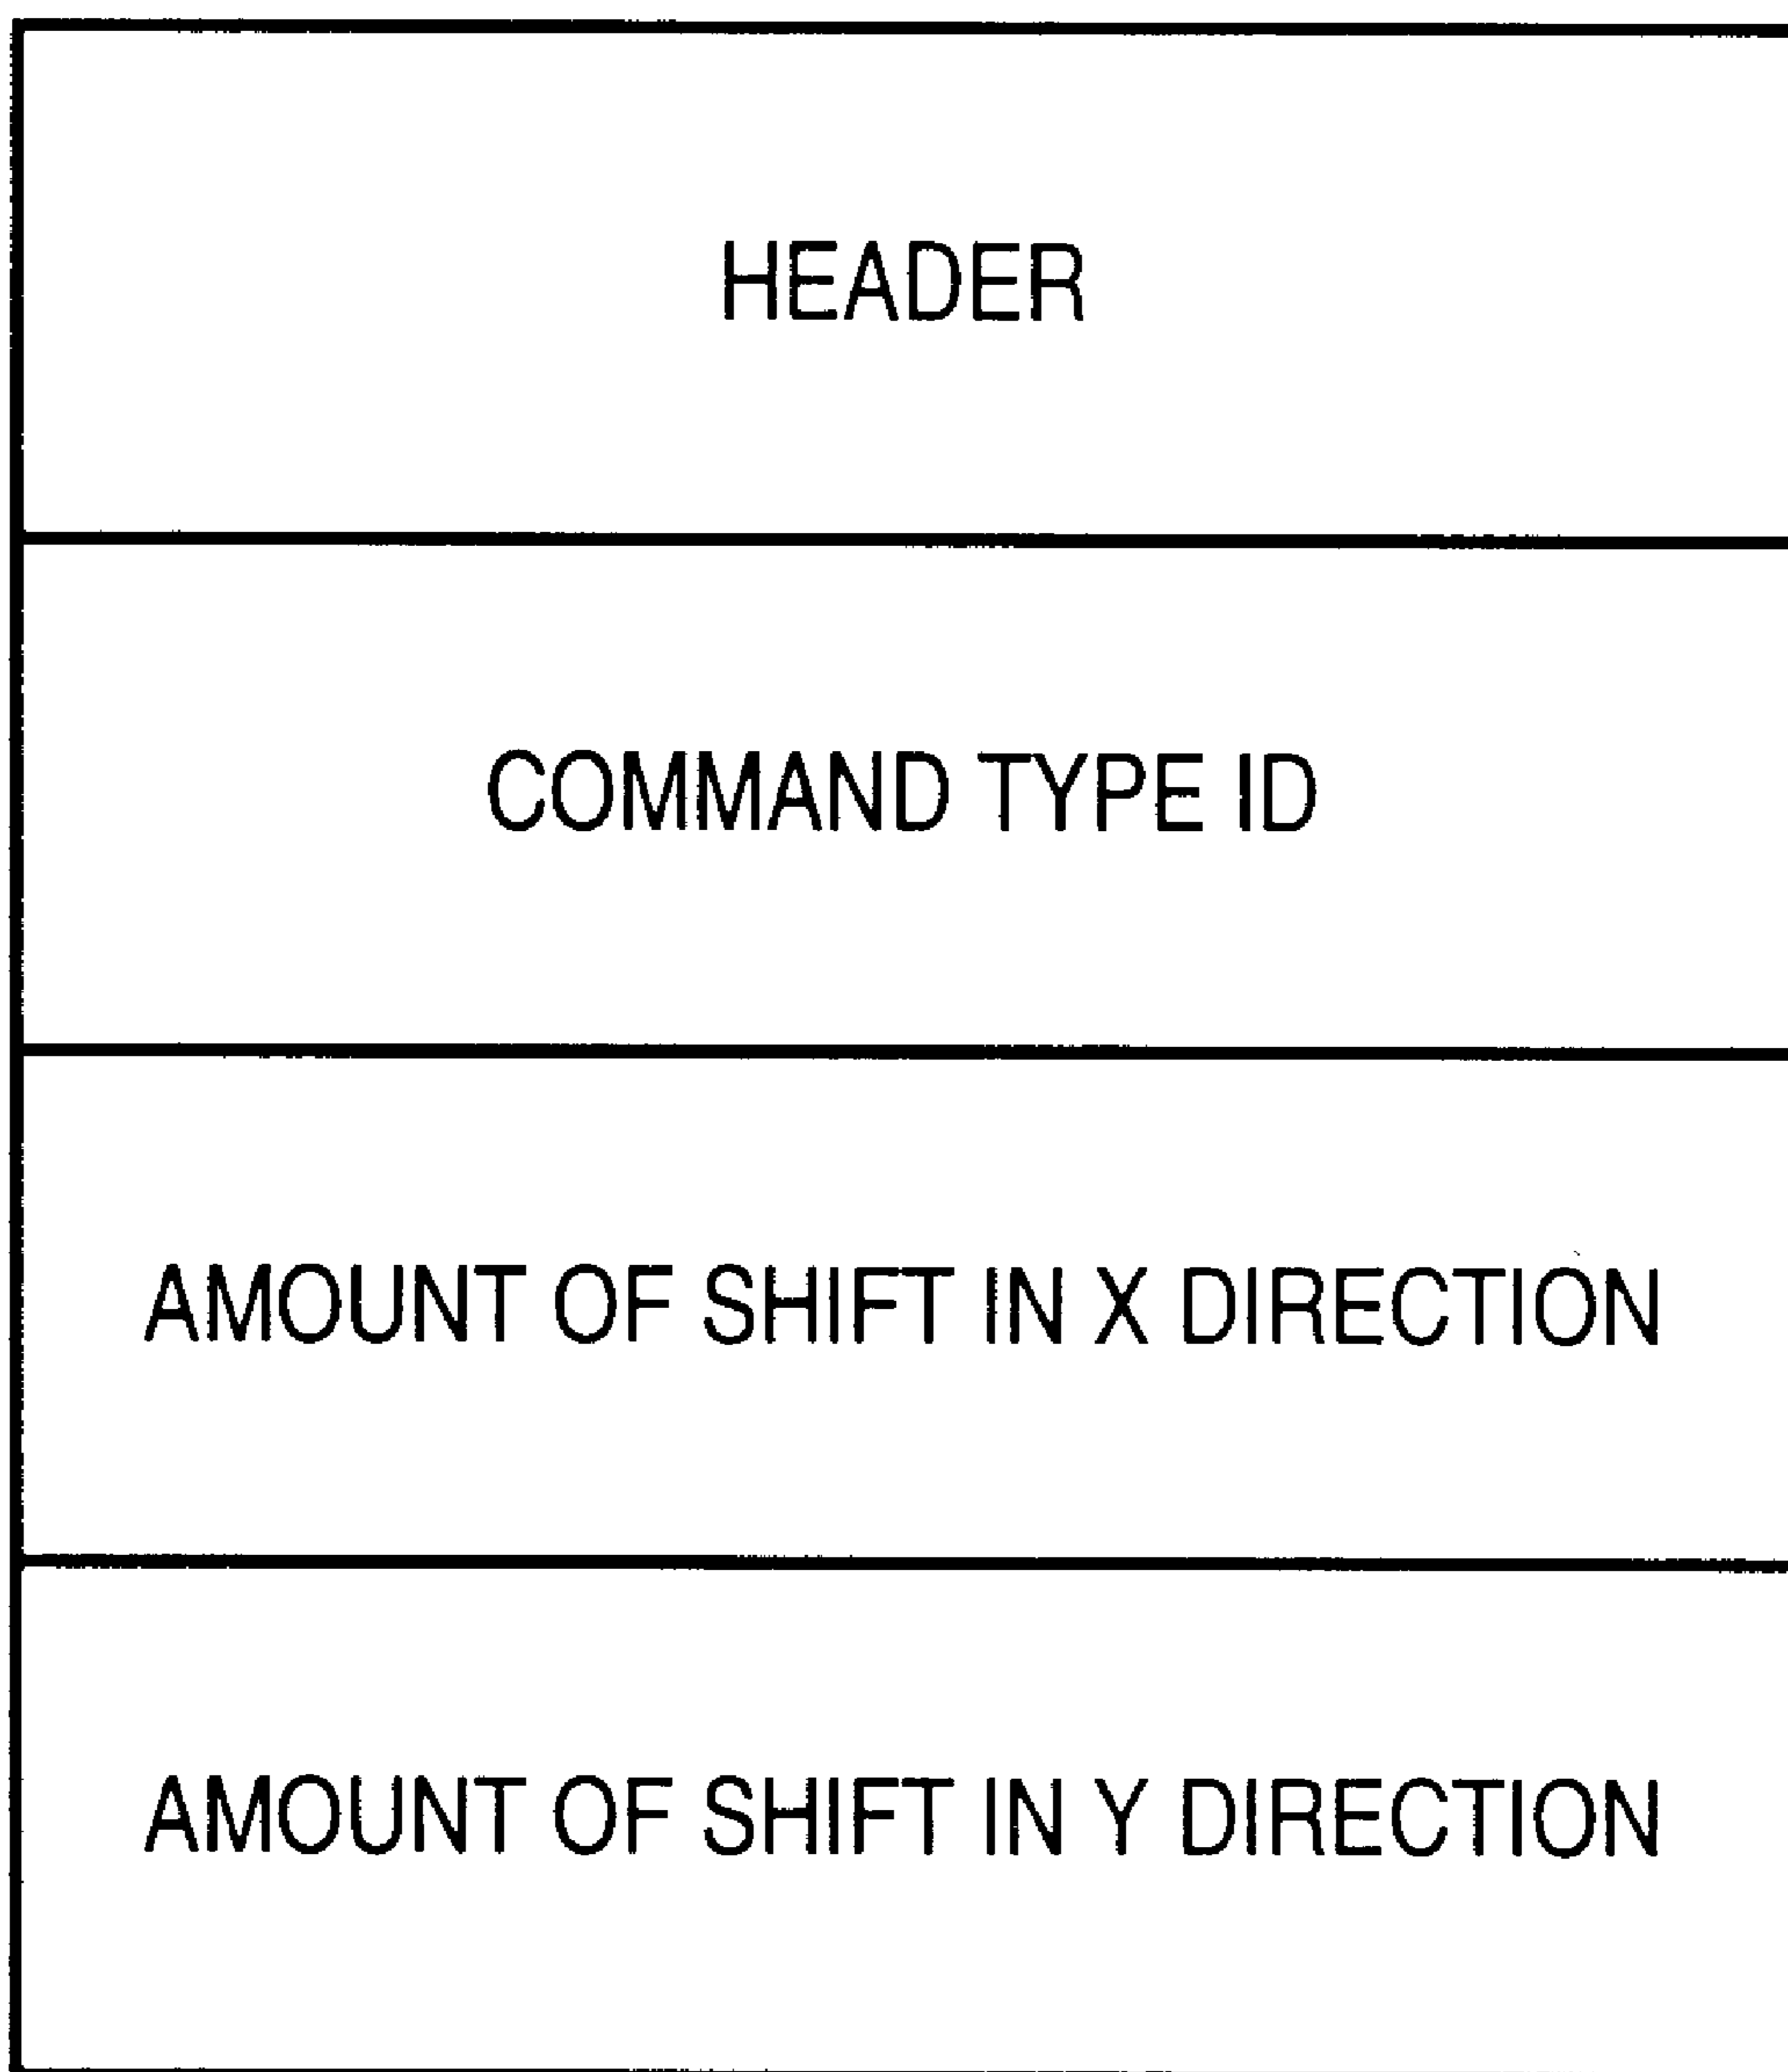 HEADER
COMMAND TYPE ID
AMOUNT OF SHIFT IN X DIRECTION
AMOUNT OF SHIFT IN Y DIRECTION